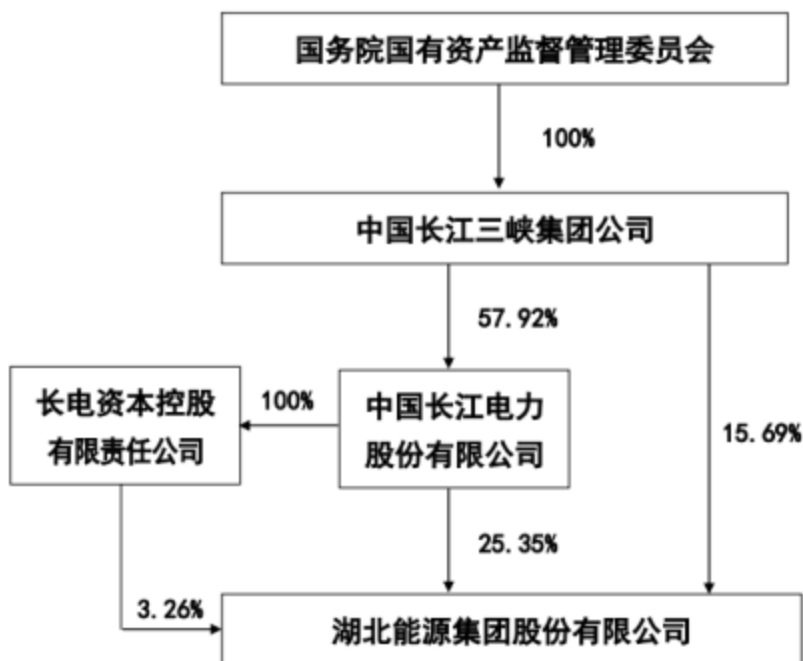 国务院国有资产监督管理委员会
100%
中国长江三峡集团公司
57.92%
长电资本控股
有限责任公司
100%
中国长江电力
股份有限公司
15.69%
25.35%
3.26%
湖北能源集团股份有限公司